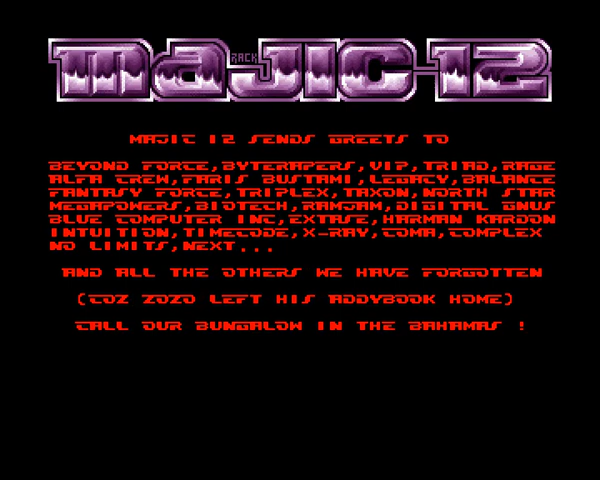 MAJIC-12
RACK
MAJIC 12 SENDS GREETS TO
BEYOND FORCE,BYTERAPERS,VIP,TRIAD,RAGE
ALFA CREW,FARIS BUSTAMI,LEGACY,BALANCE
FANTASY FORCE,TRIPLEX,TAXON,NORTH STAR
MEGAPOWERS,BIOTECH,RAMJAM,DIGITAL GNUS
BLUE COMPUTER INC,EXTASE,HARMAN KARDON
INTUITION,TIMECODE,X-RAY,COMA,COMPLEX
NO LIMITS,NEXT...
AND ALL THE OTHERS WE HAVE FORGOTTEN
(COZ ZOZO LEFT HIS ADDYBOOK HOME)
CALL OUR BUNGALOW IN THE BAHAMAS !